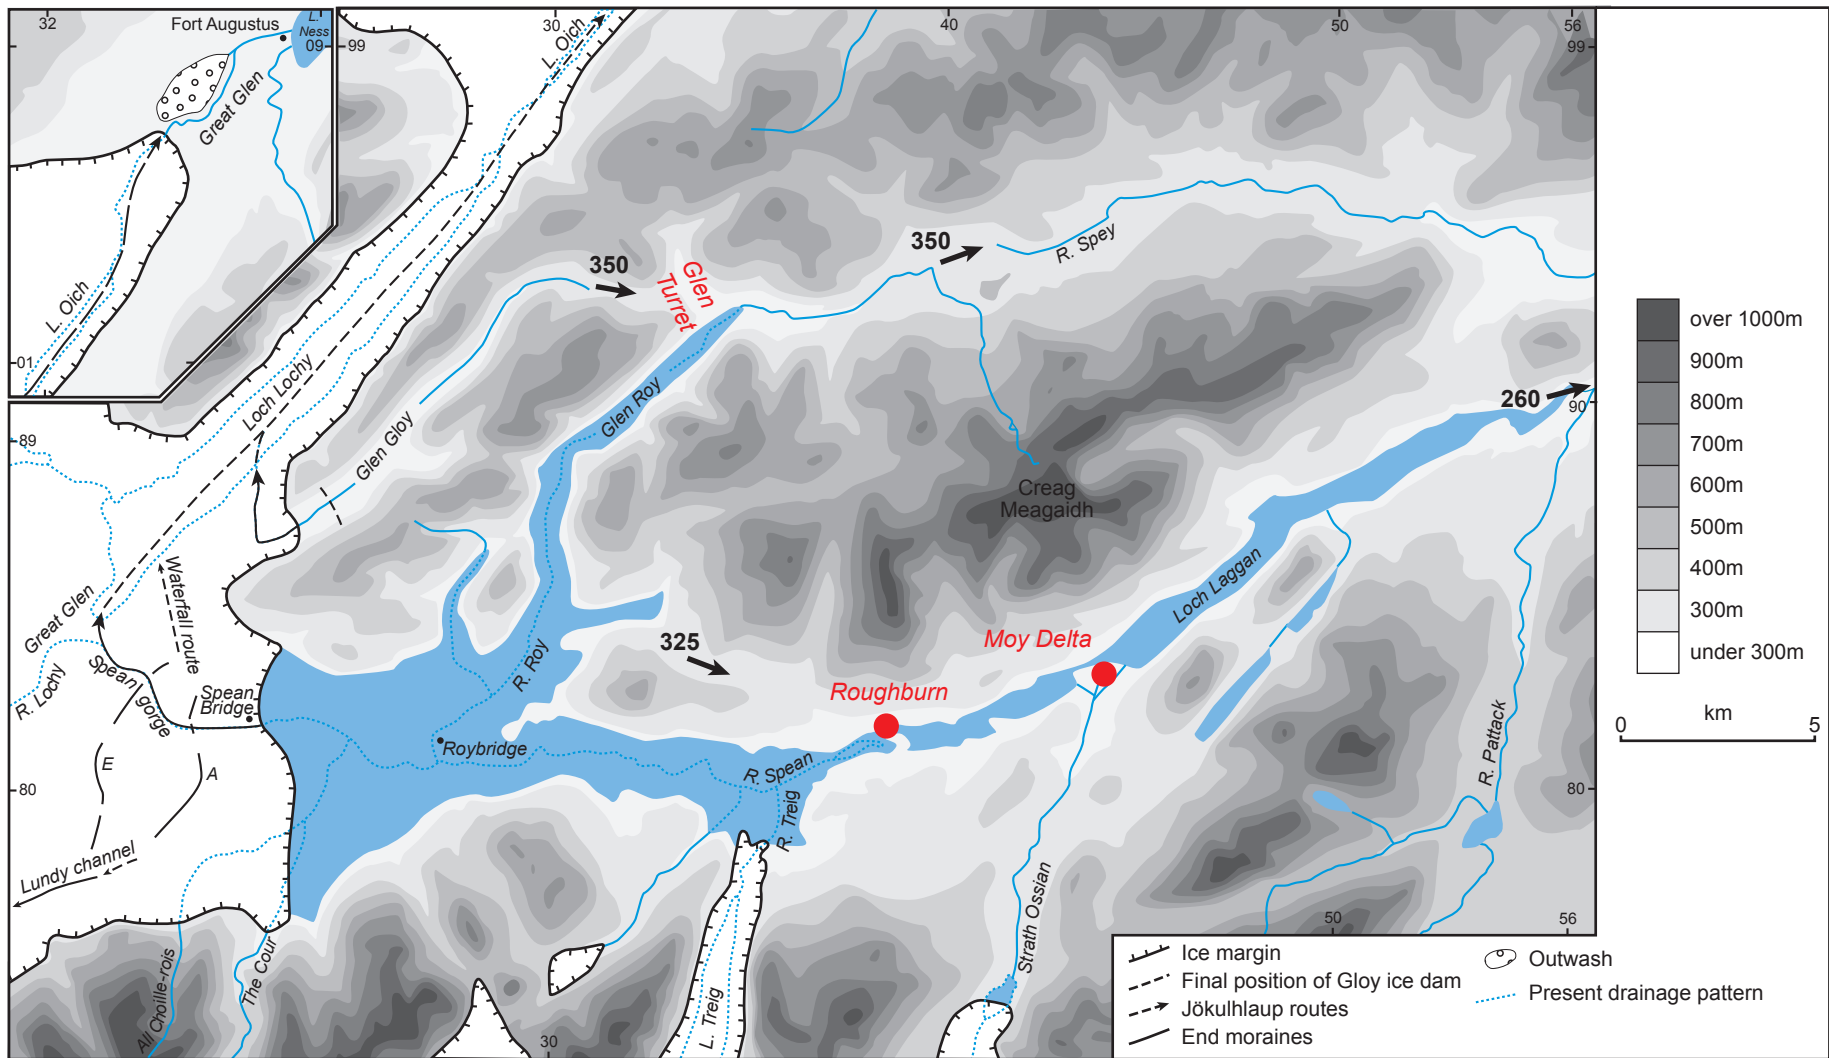 32
Fort Augustus
L.
Ness
09
99
Great Glen
L. Oich
01
30
40
50
56
99
L. Oich
350
Glen
Turret
350
R. Spey
Loch Lochy
Glen Roy
Glen Gloy
89
260
90
Creag
Meagaidh
Great Glen
Waterfall route
Loch Laggan
R. Lochy
Spean gorge
Spean
Bridge
R. Roy
325
Moy Delta
Roughburn
Roybridge
R. Spean
R. Treig
E
A
80
R. Pattack
80
Lundy channel
All Choille-rois
The Cour
30
L. Treig
Strath Ossian
50
56
over 1000m
900m
800m
700m
600m
500m
400m
300m
under 300m
km
0
5
Ice margin
Final position of Gloy ice dam
Jökulhlaup routes
End moraines
Outwash
Present drainage pattern